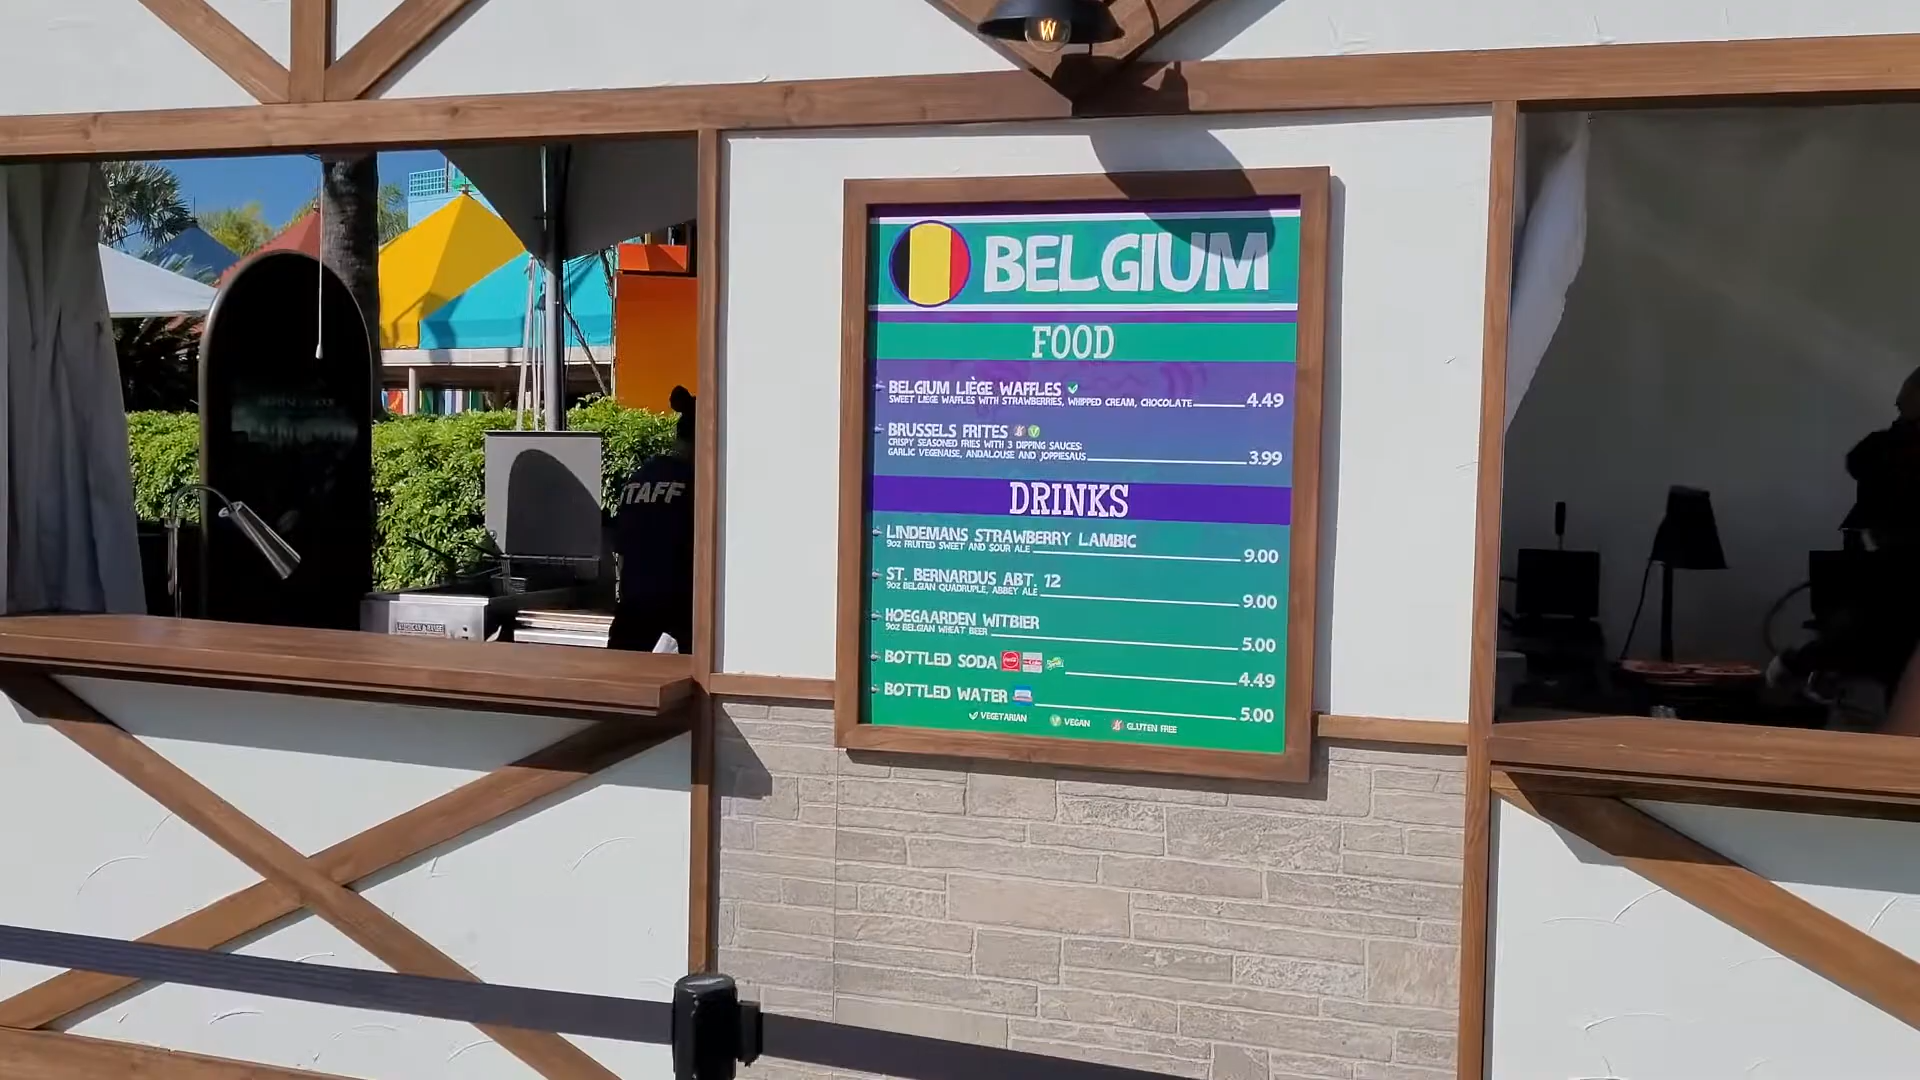 BELGIUM
FOOD
BELGIUM LIÈGE WAFFLES
SWEET LIEGE WAFFLES WITH STRAWBERRIES, WHIPPED CREAM, CHOCOLATE 4.49
BRUSSELS FRITES
CRISPY SEASONED FRIES WITH 3 DIPPING SAUCES:
GARLIC VEGENAISE, ANDALOUSE AND JOPPIESAUS 3.99
DRINKS
LINDEMANS STRAWBERRY LAMBIC
9OZ FRUITED SWEET AND SOUR ALE 9.00
ST. BERNARDUS ABT. 12
9OZ BELGIAN QUADRUPLE, ABBEY ALE 9.00
HOEGAARDEN WITBIER
9OZ BELGIAN WHEAT BEER 5.00
BOTTLED SODA 4.49
BOTTLED WATER 5.00
VEGETARIAN VEGAN GLUTEN FREE
STAFF